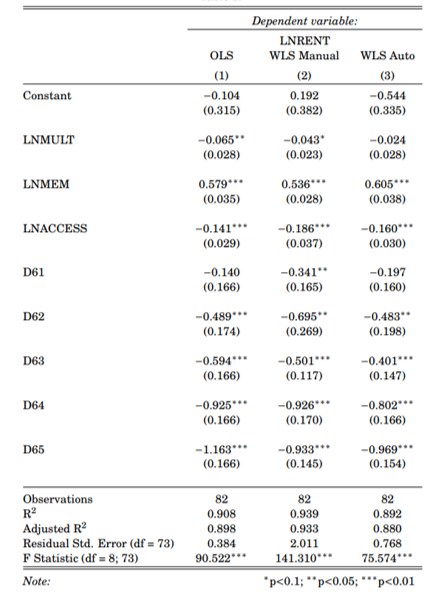 Dependent variable:
LNRENT
OLS WLS Manual WLS Auto
(1) (2) (3)
Constant −0.104 0.192 −0.544
(0.315) (0.382) (0.335)
LNMULT −0.065** −0.043* −0.024
(0.028) (0.023) (0.028)
LNMEM 0.579*** 0.536*** 0.605***
(0.035) (0.028) (0.038)
LNACCESS −0.141*** −0.186*** −0.160***
(0.029) (0.037) (0.030)
D61 −0.140 −0.341** −0.197
(0.166) (0.165) (0.160)
D62 −0.489*** −0.695** −0.483**
(0.174) (0.269) (0.198)
D63 −0.594*** −0.501*** −0.401***
(0.166) (0.117) (0.147)
D64 −0.925*** −0.926*** −0.802***
(0.166) (0.170) (0.166)
D65 −1.163*** −0.933*** −0.969***
(0.166) (0.145) (0.154)
Observations 82 82 82
R2 0.908 0.939 0.892
Adjusted R2 0.898 0.933 0.880
Residual Std. Error (df = 73) 0.384 2.011 0.768
F Statistic (df = 8; 73) 90.522*** 141.310*** 75.574***
Note: *p<0.1; **p<0.05; ***p<0.01